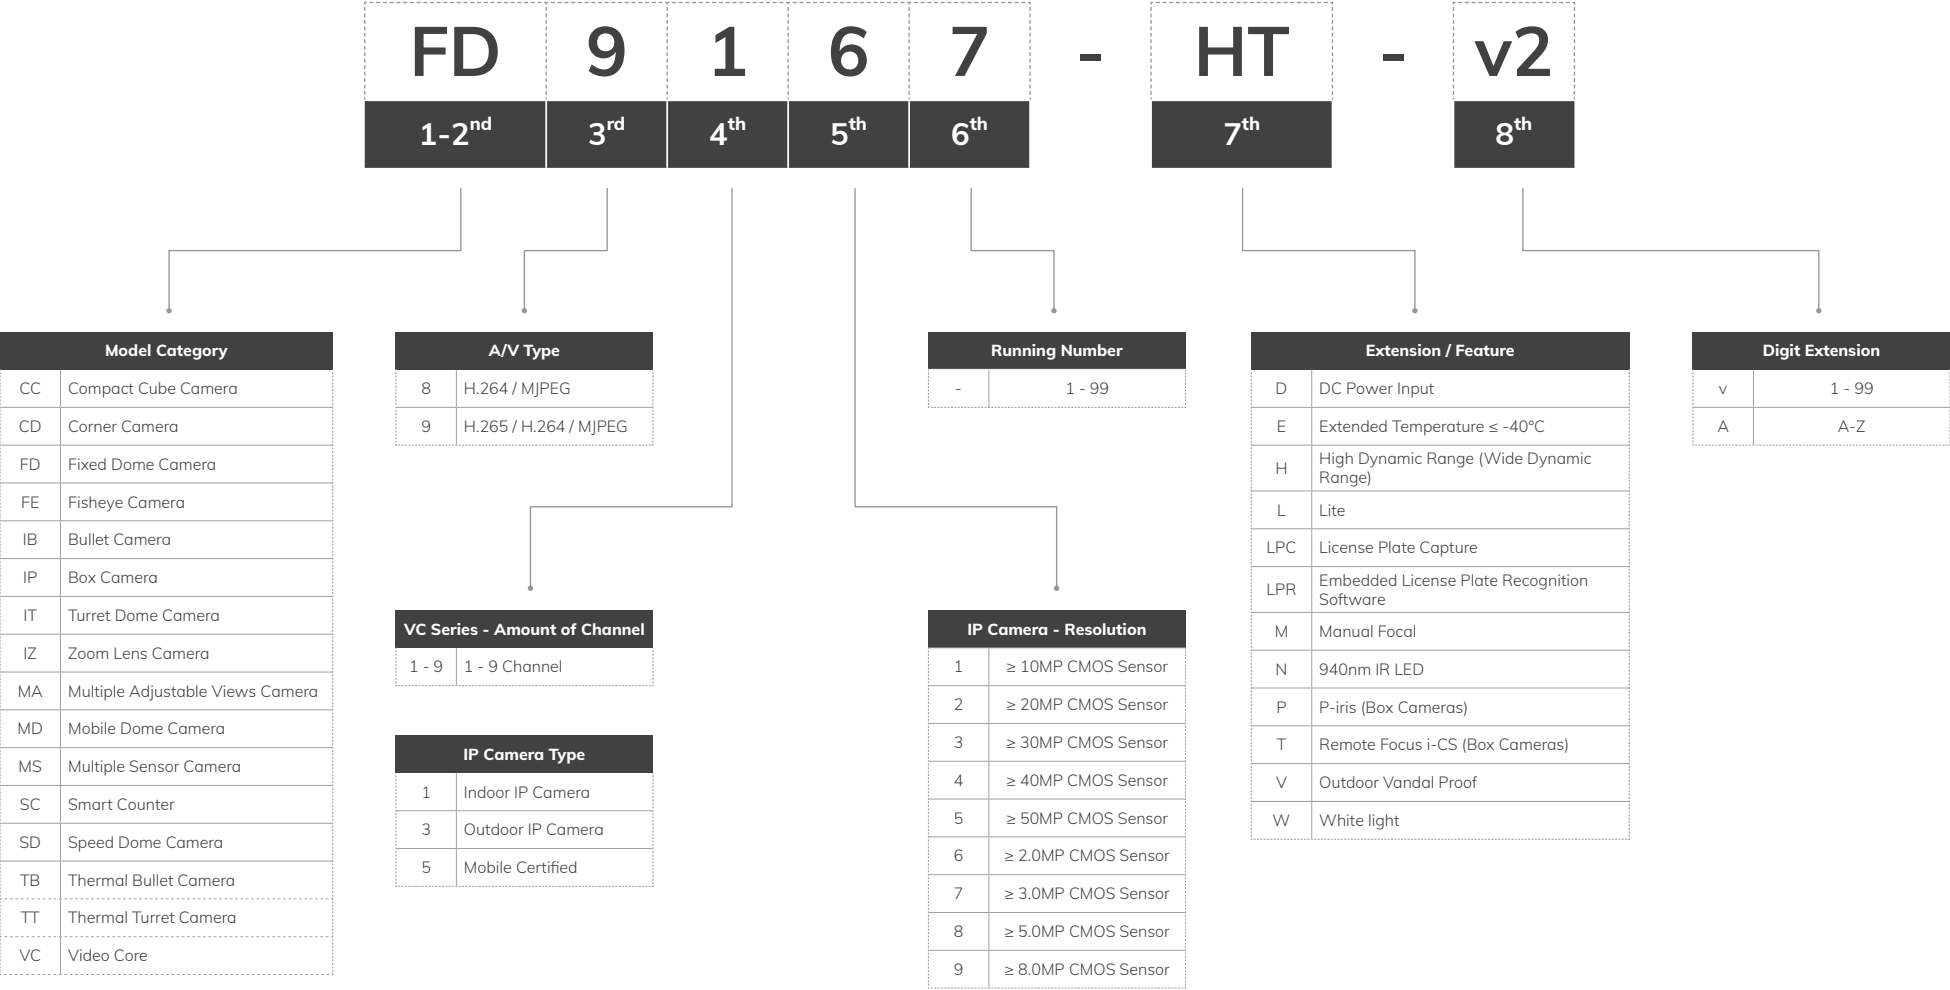 FD 9 1 6 7 - HT - v2
1-2nd 3rd 4th 5th 6th 7th 8th
Model Category
CC Compact Cube Camera
CD Corner Camera
FD Fixed Dome Camera
FE Fisheye Camera
IB Bullet Camera
IP Box Camera
IT Turret Dome Camera
IZ Zoom Lens Camera
MA Multiple Adjustable Views Camera
MD Mobile Dome Camera
MS Multiple Sensor Camera
SC Smart Counter
SD Speed Dome Camera
TB Thermal Bullet Camera
TT Thermal Turret Camera
VC Video Core
A/V Type
8 H.264 / MJPEG
9 H.265 / H.264 / MJPEG
VC Series - Amount of Channel
1 - 9 1 - 9 Channel
IP Camera Type
1 Indoor IP Camera
3 Outdoor IP Camera
5 Mobile Certified
Running Number
- 1 - 99
IP Camera - Resolution
1 ≥ 10MP CMOS Sensor
2 ≥ 20MP CMOS Sensor
3 ≥ 30MP CMOS Sensor
4 ≥ 40MP CMOS Sensor
5 ≥ 50MP CMOS Sensor
6 ≥ 2.0MP CMOS Sensor
7 ≥ 3.0MP CMOS Sensor
8 ≥ 5.0MP CMOS Sensor
9 ≥ 8.0MP CMOS Sensor
Extension / Feature
D DC Power Input
E Extended Temperature ≤ -40°C
H High Dynamic Range (Wide Dynamic
Range)
L Lite
LPC License Plate Capture
LPR Embedded License Plate Recognition
Software
M Manual Focal
N 940nm IR LED
P P-iris (Box Cameras)
T Remote Focus i-CS (Box Cameras)
V Outdoor Vandal Proof
W White light
Digit Extension
v 1 - 99
A A-Z